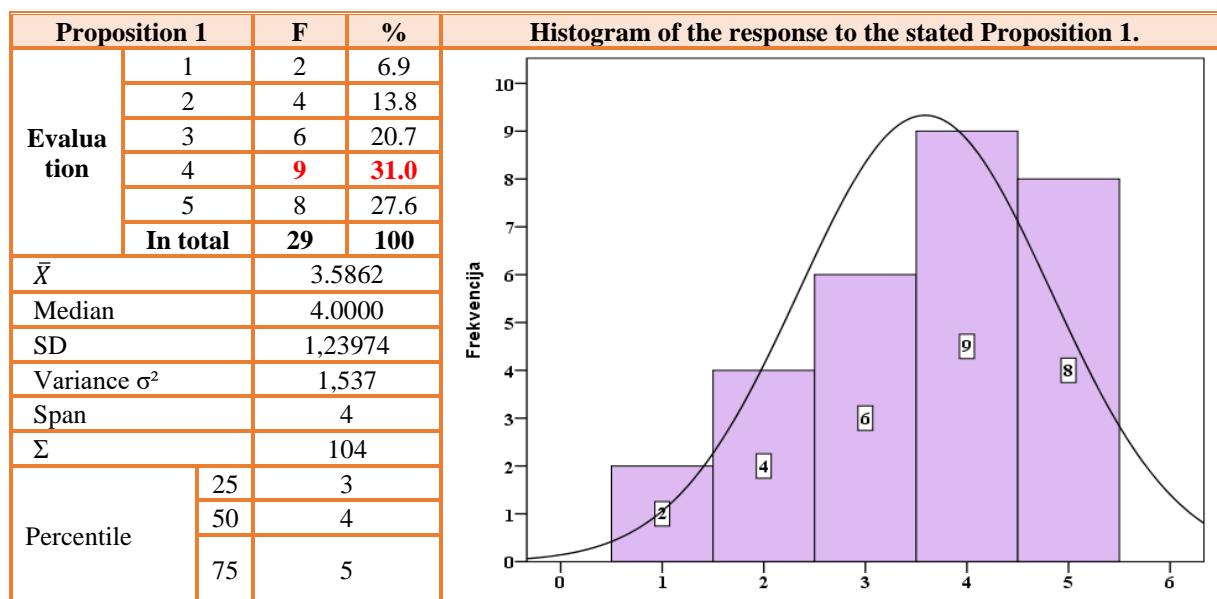 Proposition 1 F % Histogram of the response to the stated Proposition 1.
Evalua
tion
1 2 6.9
2 4 13.8
3 6 20.7
4 9 31.0
5 8 27.6
In total 29 100
X̄ 3.5862
Median 4.0000
SD 1,23974
Variance σ² 1,537
Span 4
Σ 104
Percentile
25 3
50 4
75 5
Frekvencija
10
9
8
7
6
5
4
3
2
1
0
2
4
6
9
8
0 1 2 3 4 5 6